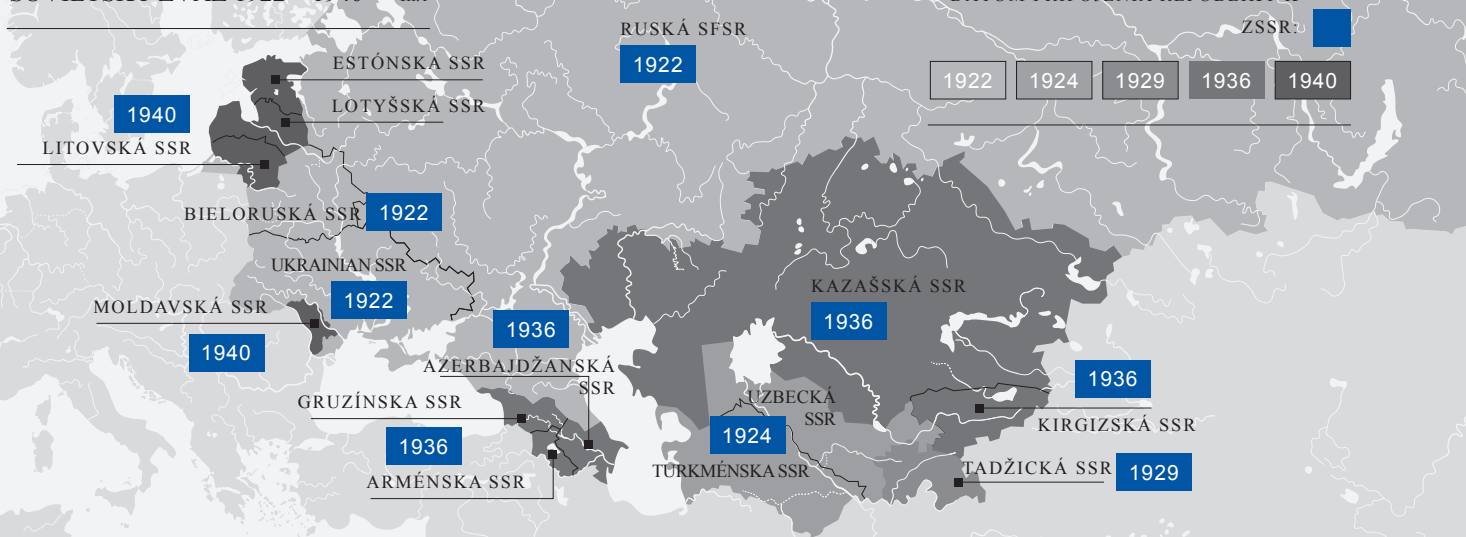 RUSKÁ SFSR
1922
ZSSR:
1922 1924 1929 1936 1940
ESTÓNSKA SSR
LOTYŠSKÁ SSR
1940
LITOVSKÁ SSR
BIELORUSKÁ SSR 1922
UKRAINIAN SSR
1922
MOLDAVSKÁ SSR
1940
KAZAŠSKÁ SSR
1936
1936
AZERBAJDŽANSKÁ
SSR
GRUZÍNSKA SSR
1936
ARMÉNSKA SSR
UZBECKÁ
SSR
1924
TURKMÉNSKA SSR
1936
KIRGIZSKÁ SSR
TADŽICKÁ SSR 1929